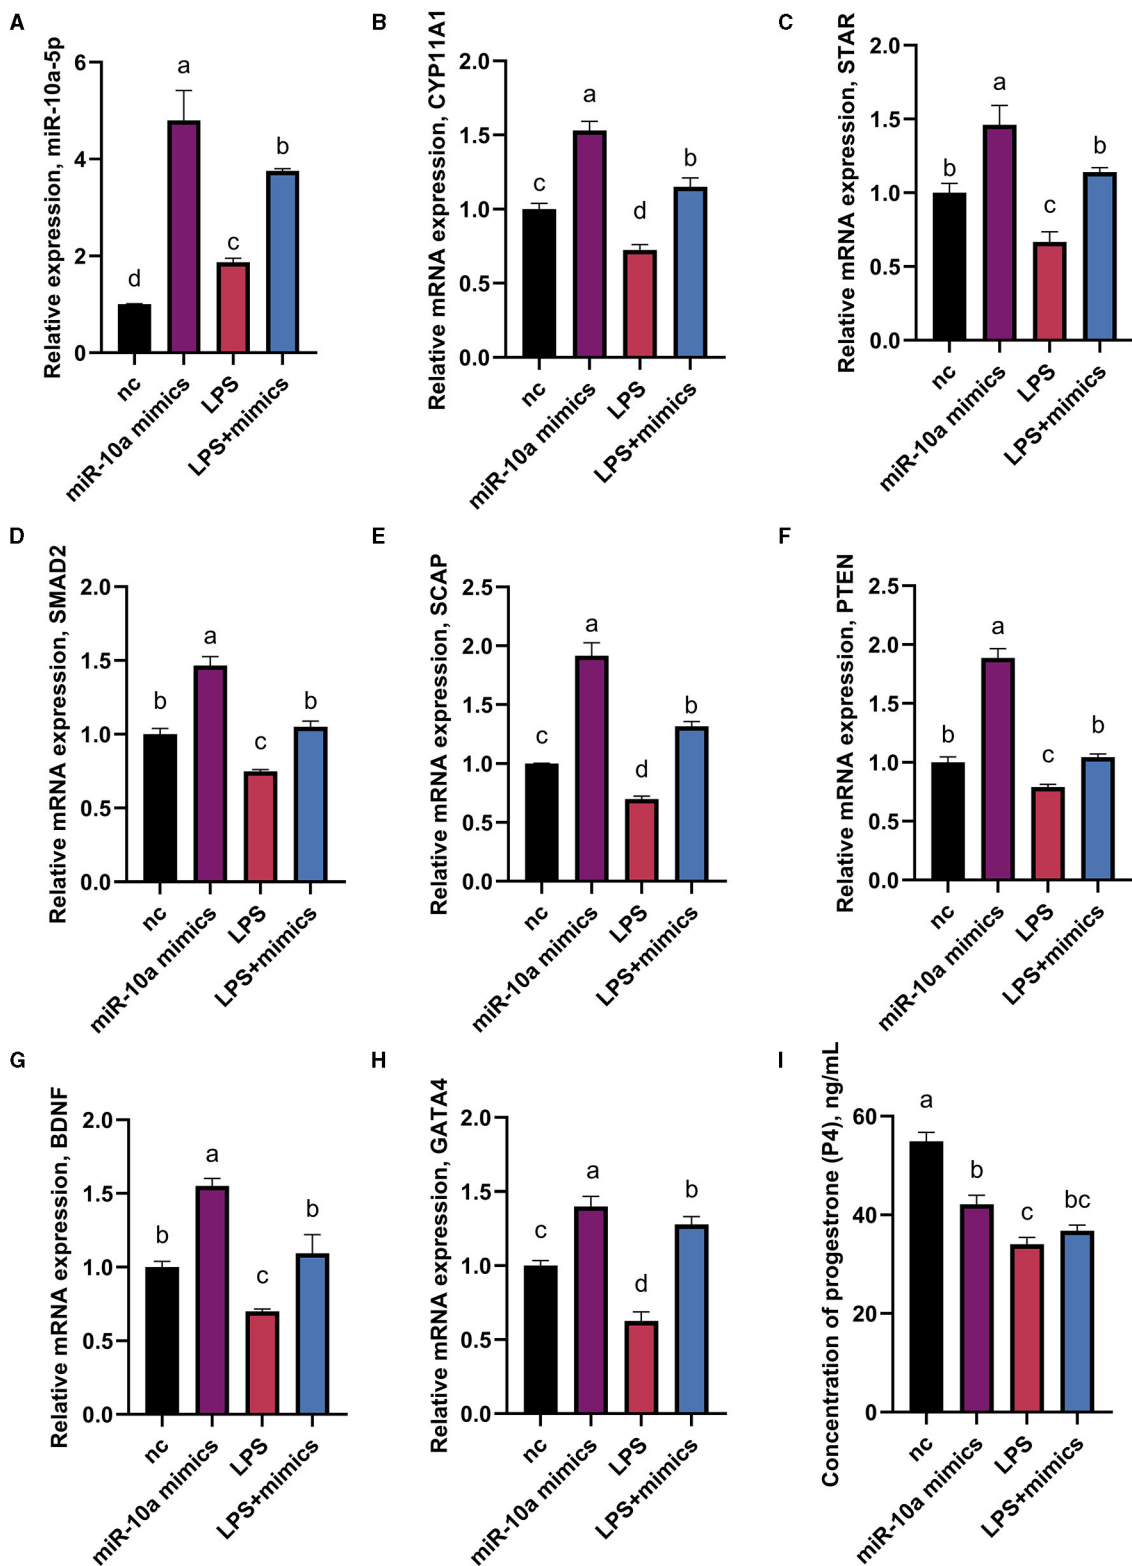 A
Relative expression, miR-10a-5p
6
4
2
0
d
a
c
b
nc
miR-10a mimics
LPS
LPS+mimics
B
Relative mRNA expression, CYP11A1
2.0
1.5
1.0
0.5
0.0
c
a
d
b
nc
miR-10a mimics
LPS
LPS+mimics
C
Relative mRNA expression, STAR
2.0
1.5
1.0
0.5
0.0
b
a
c
b
nc
miR-10a mimics
LPS
LPS+mimics
D
Relative mRNA expression, SMAD2
2.0
1.5
1.0
0.5
0.0
b
a
c
b
nc
miR-10a mimics
LPS
LPS+mimics
E
Relative mRNA expression, SCAP
2.5
2.0
1.5
1.0
0.5
0.0
c
a
d
b
nc
miR-10a mimics
LPS
LPS+mimics
F
Relative mRNA expression, PTEN
2.5
2.0
1.5
1.0
0.5
0.0
b
a
c
b
nc
miR-10a mimics
LPS
LPS+mimics
G
Relative mRNA expression, BDNF
2.0
1.5
1.0
0.5
0.0
b
a
c
b
nc
miR-10a mimics
LPS
LPS+mimics
H
Relative mRNA expression, GATA4
2.0
1.5
1.0
0.5
0.0
c
a
d
b
nc
miR-10a mimics
LPS
LPS+mimics
I
Concentration of progestrone (P4), ng/mL
60
40
20
0
a
b
c
bc
nc
miR-10a mimics
LPS
LPS+mimics